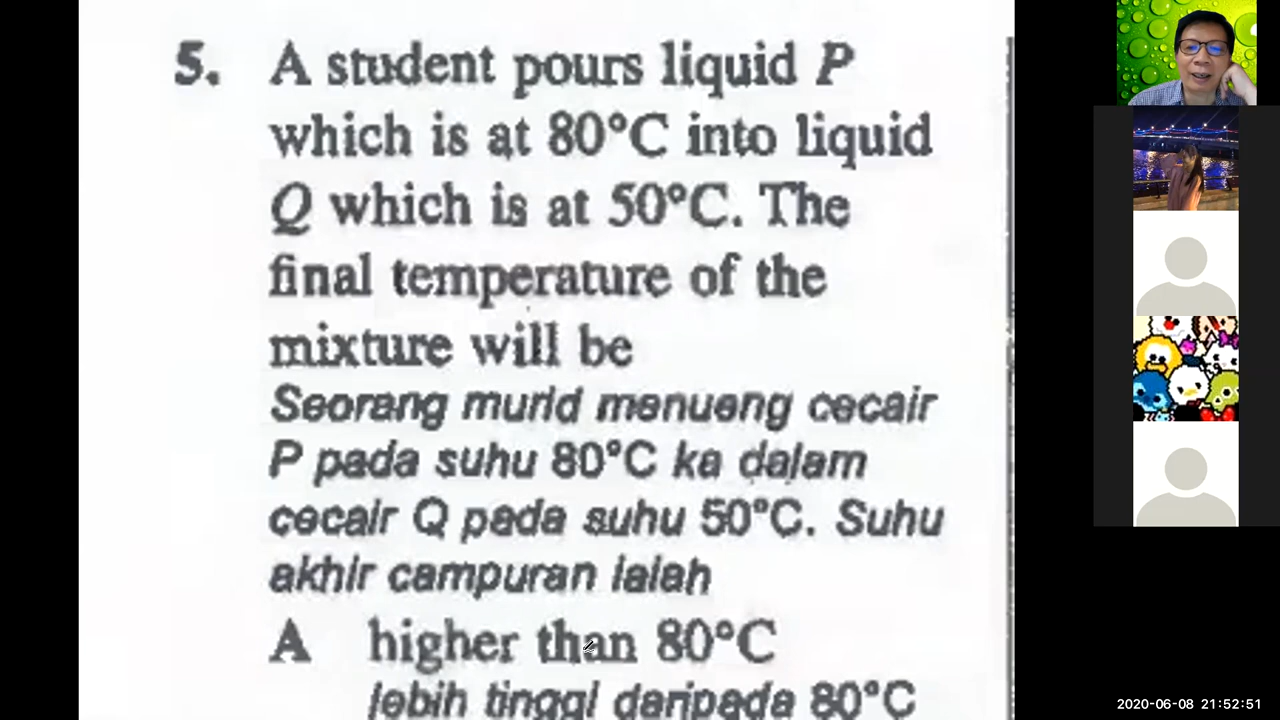 5. A student pours liquid P
which is at 80°C into liquid
Q which is at 50°C. The
final temperature of the
mixture will be
Seorang murid menuang cecair
P pada suhu 80°C ke dalam
cecair Q pada suhu 50°C. Suhu
akhir campuran ialah
A higher than 80°C
lebih tinggi daripada 80°C
2020-06-08 21:52:51